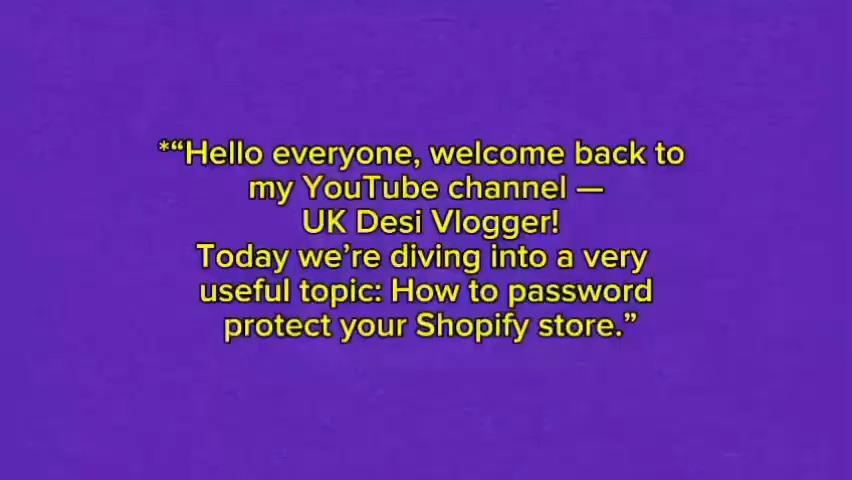 *“Hello everyone, welcome back to
my YouTube channel —
UK Desi Vlogger!
Today we’re diving into a very
useful topic: How to password
protect your Shopify store.”